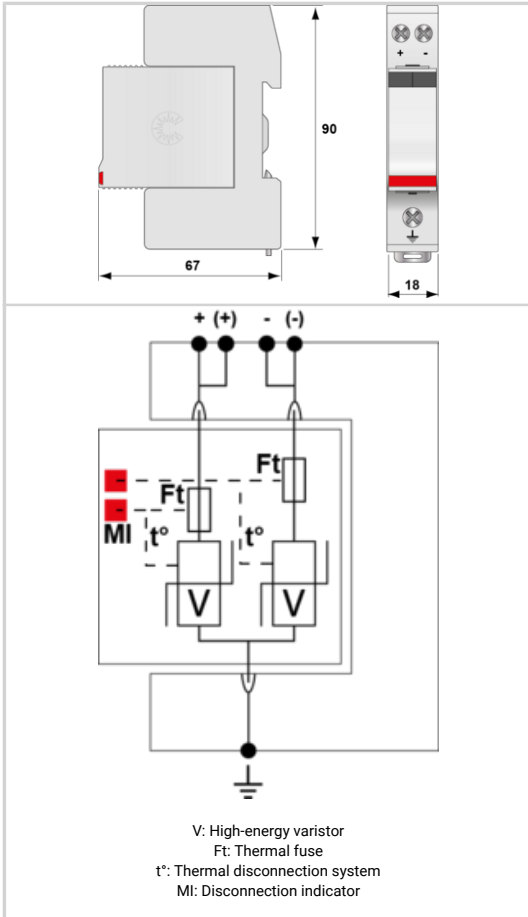 + -
90
67
18
+ (+) - (-)
Ft
Ft
MI t° t°
V V
V: High-energy varistor
Ft: Thermal fuse
t°: Thermal disconnection system
MI: Disconnection indicator